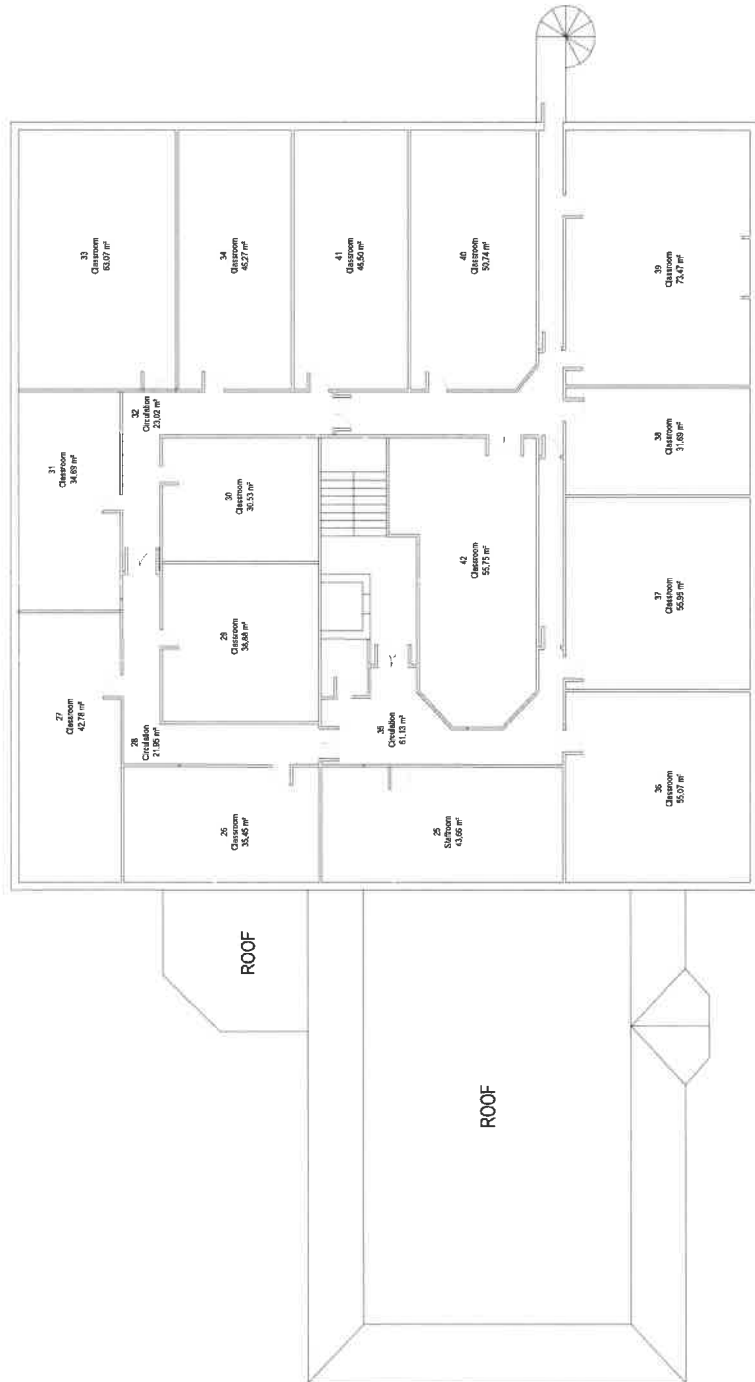 33
Classroom
63,07 m²
34
Classroom
45,27 m²
41
Classroom
46,50 m²
40
Classroom
50,74 m²
39
Classroom
73,47 m²
32
Circulation
23,02 m²
31
Classroom
34,69 m²
30
Classroom
30,53 m²
38
Classroom
31,69 m²
42
Classroom
55,75 m²
37
Classroom
55,95 m²
29
Classroom
38,88 m²
27
Classroom
42,78 m²
28
Circulation
21,95 m²
35
Circulation
61,13 m²
26
Classroom
35,45 m²
25
Staffroom
43,66 m²
36
Classroom
55,07 m²
ROOF
ROOF